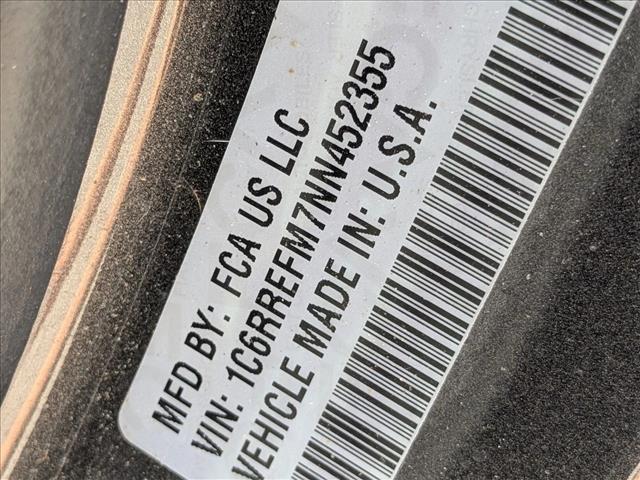 MFD BY: FCA US LLC
VIN: 1C6RREFM7NN452355
VEHICLE MADE IN: U.S.A.